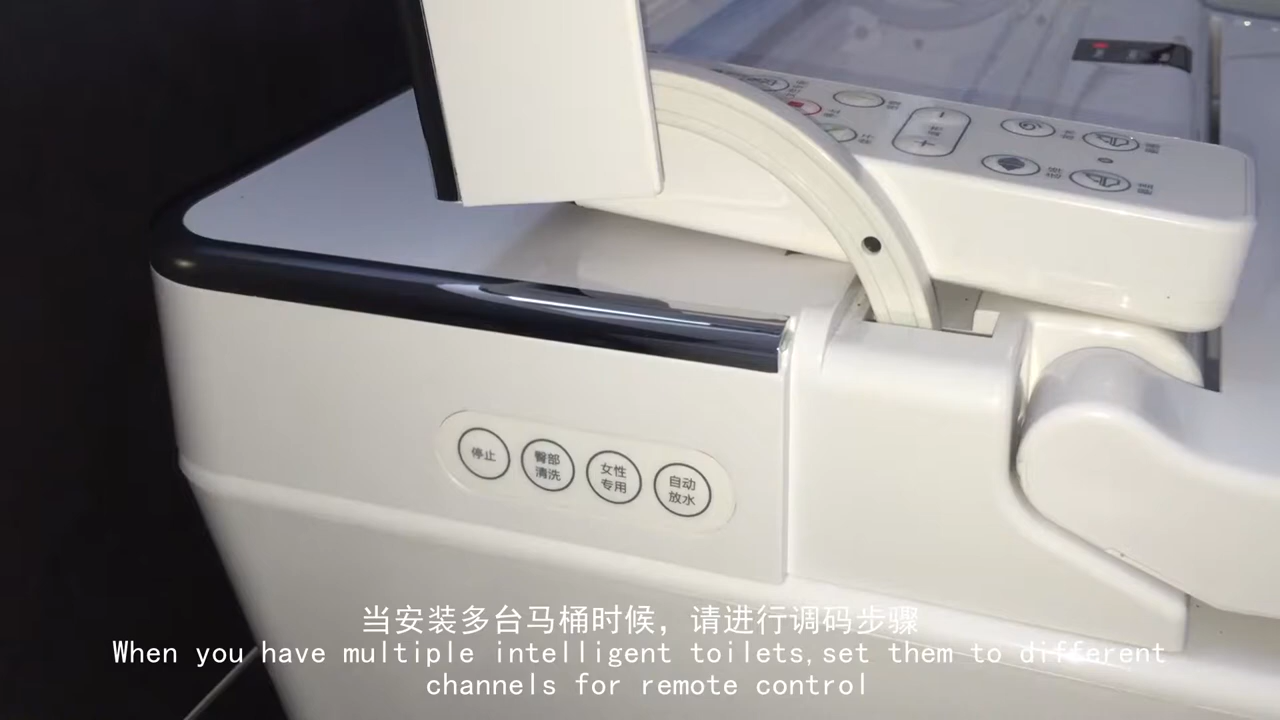 停止
臀部
清洗
女性
专用
自动
放水
当安装多台马桶时候，请进行调码步骤
When you have multiple intelligent toilets,set them to different
channels for remote control